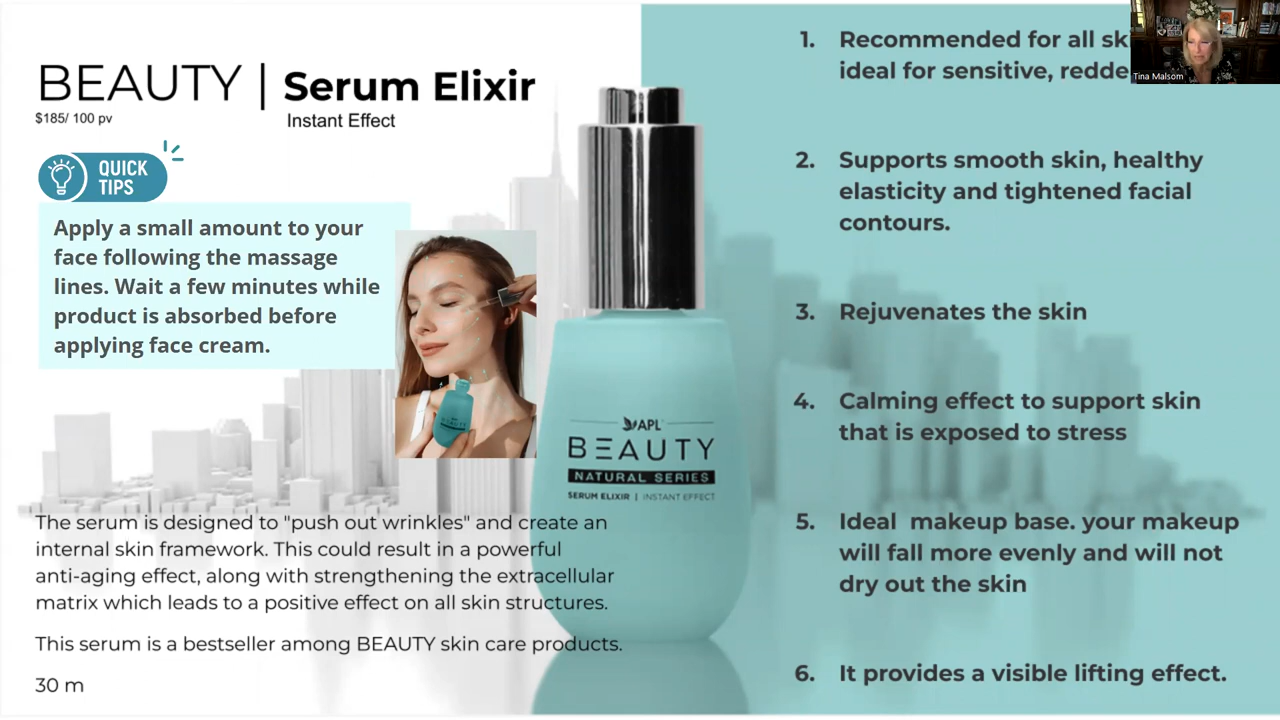 BEAUTY | Serum Elixir
$185/ 100 pv
Instant Effect
QUICK
TIPS
Apply a small amount to your
face following the massage
lines. Wait a few minutes while
product is absorbed before
applying face cream.
APL
BEAUTY
NATURAL SERIES
SERUM ELIXIR | INSTANT EFFECT
The serum is designed to "push out wrinkles" and create an
internal skin framework. This could result in a powerful
anti-aging effect, along with strengthening the extracellular
matrix which leads to a positive effect on all skin structures.
This serum is a bestseller among BEAUTY skin care products.
30 m
1. Recommended for all
ideal for sensitive,
2. Supports smooth skin, healthy
elasticity and tightened facial
contours.
3. Rejuvenates the skin
4. Calming effect to support skin
that is exposed to stress
5. Ideal makeup base. your makeup
will fall more evenly and will not
dry out the skin
6. It provides a visible lifting effect.
Tina Malsom